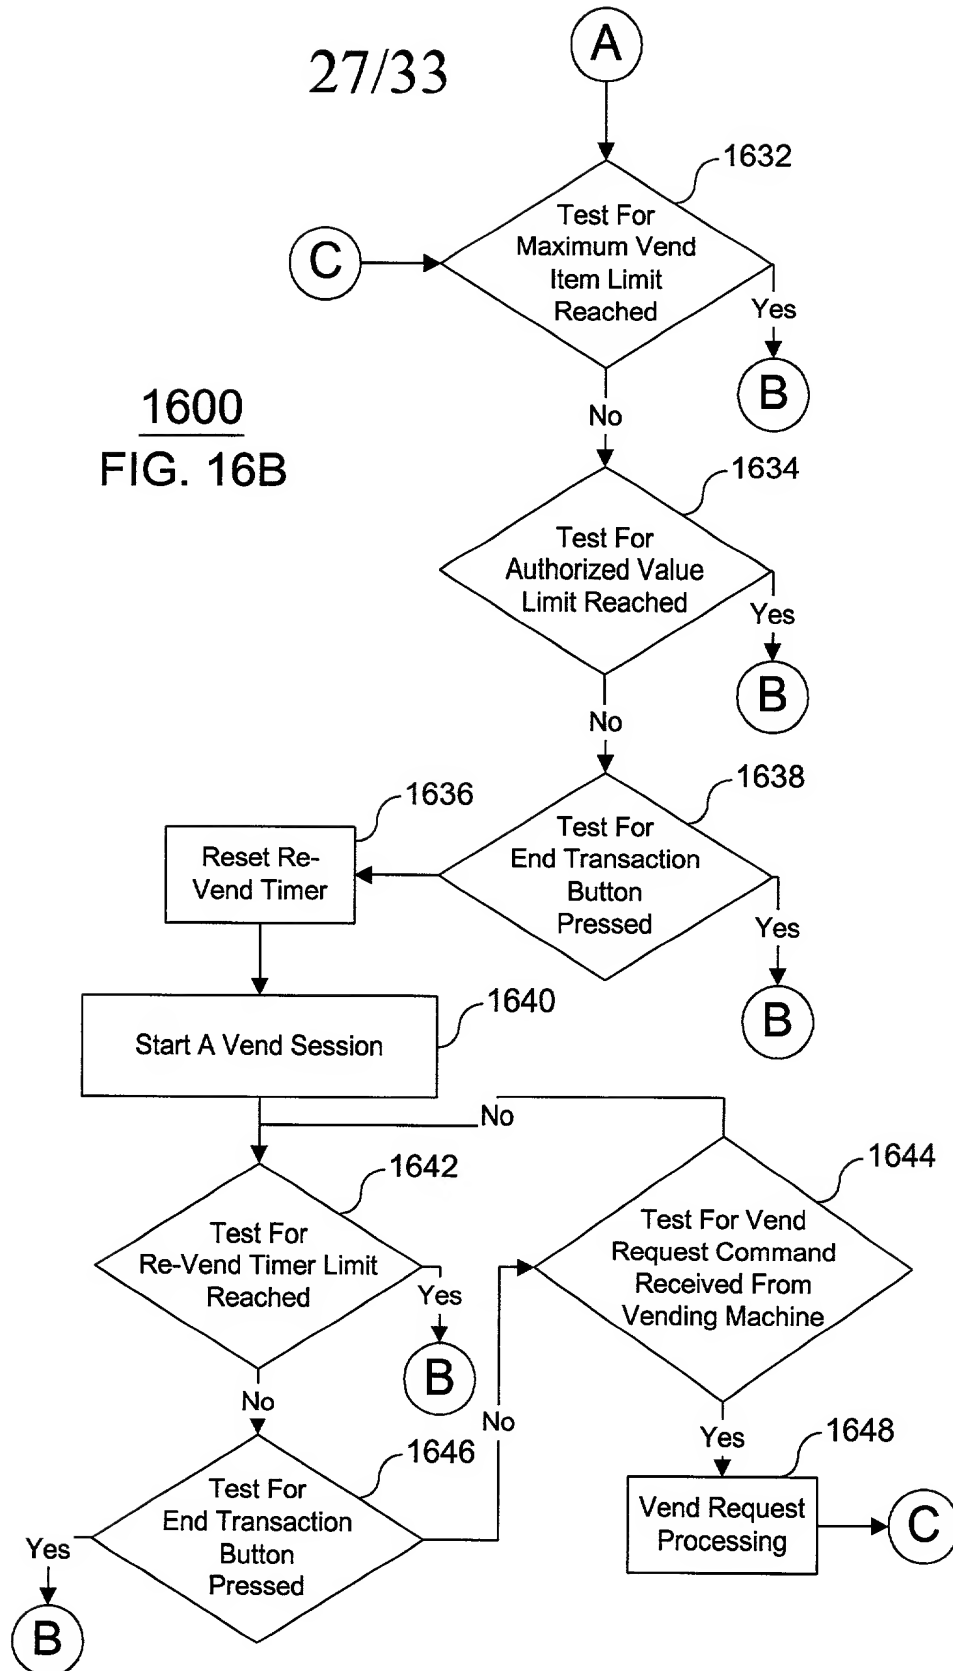 27/33
A
1632
Test For
Maximum Vend
Item Limit
Reached
C
Yes
B
No
1600
FIG. 16B
1634
Test For
Authorized Value
Limit Reached
Yes
B
No
1638
Test For
End Transaction
Button
Pressed
Yes
B
1636
Reset Re-
Vend Timer
1640
Start A Vend Session
No
1642
Test For
Re-Vend Timer Limit
Reached
Yes
B
No
1644
Test For Vend
Request Command
Received From
Vending Machine
Yes
1646
Test For
End Transaction
Button
Pressed
No
Yes
B
1648
Vend Request
Processing
C